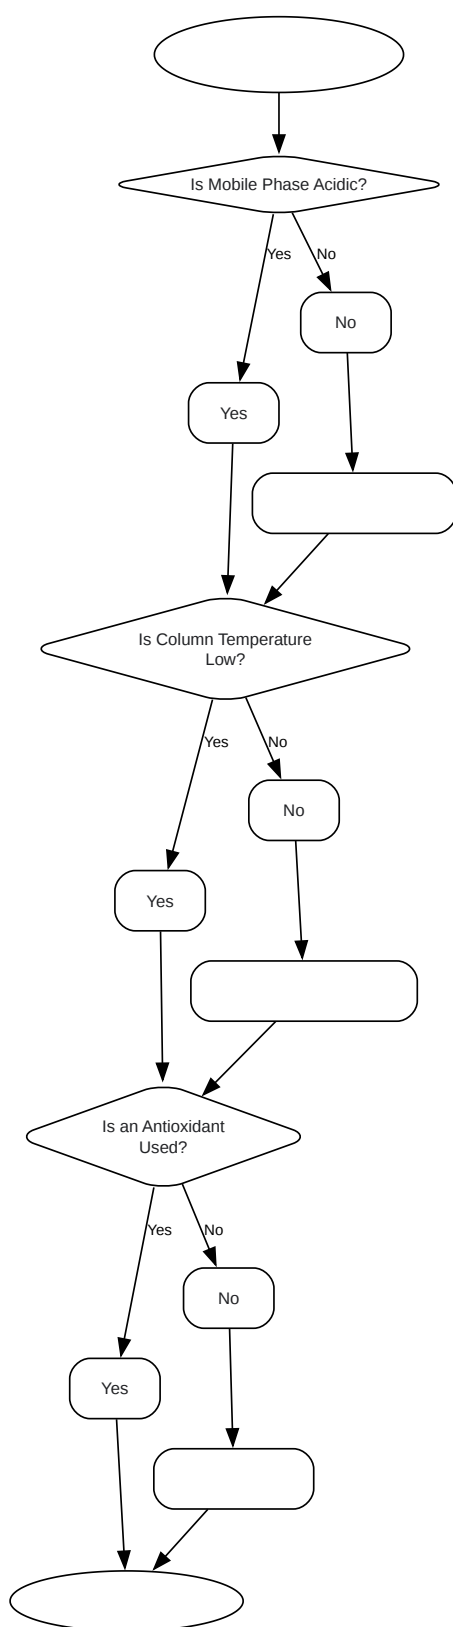 Is Mobile Phase Acidic?
Yes
No
No
Yes
Is Column Temperature
Low?
Yes
No
No
Yes
Is an Antioxidant
Used?
Yes
No
No
Yes